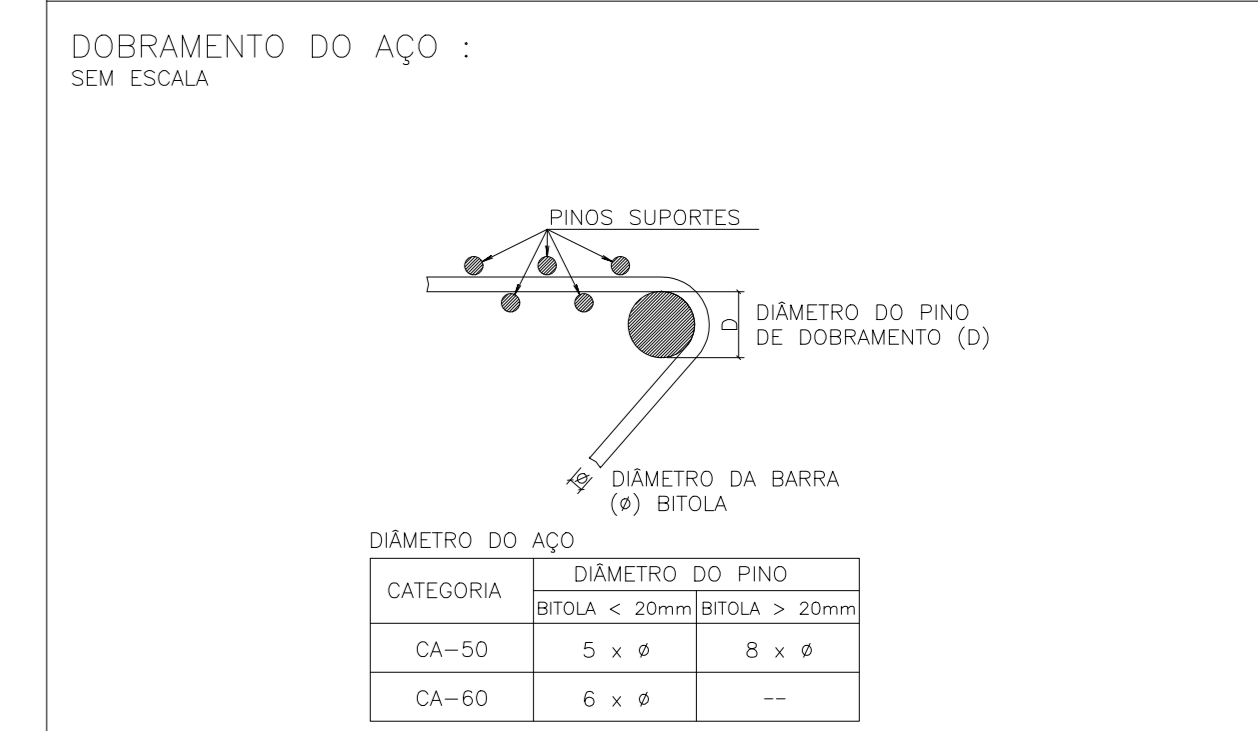 DOBRAMENTO DO AÇO :
SEM ESCALA
PINOS SUPORTES
D
DIÂMETRO DO PINO
DE DOBRAMENTO (D)
ø
DIÂMETRO DA BARRA
(ø) BITOLA
DIÂMETRO DO AÇO
CATEGORIA
DIÂMETRO DO PINO
BITOLA < 20mm BITOLA > 20mm
CA-50 5 x ø 8 x ø
CA-60 6 x ø --